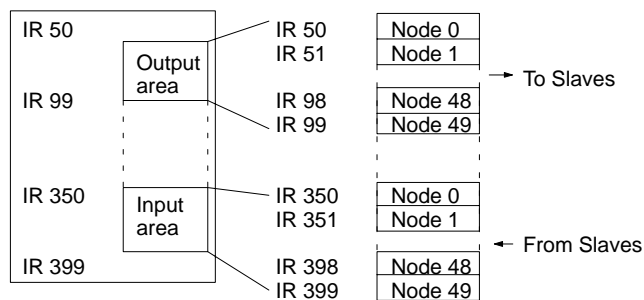 IR 50
Output area
IR 99
IR 350
Input area
IR 399
IR 50 Node 0
IR 51 Node 1
To Slaves
IR 98 Node 48
IR 99 Node 49
IR 350 Node 0
IR 351 Node 1
From Slaves
IR 398 Node 48
IR 399 Node 49